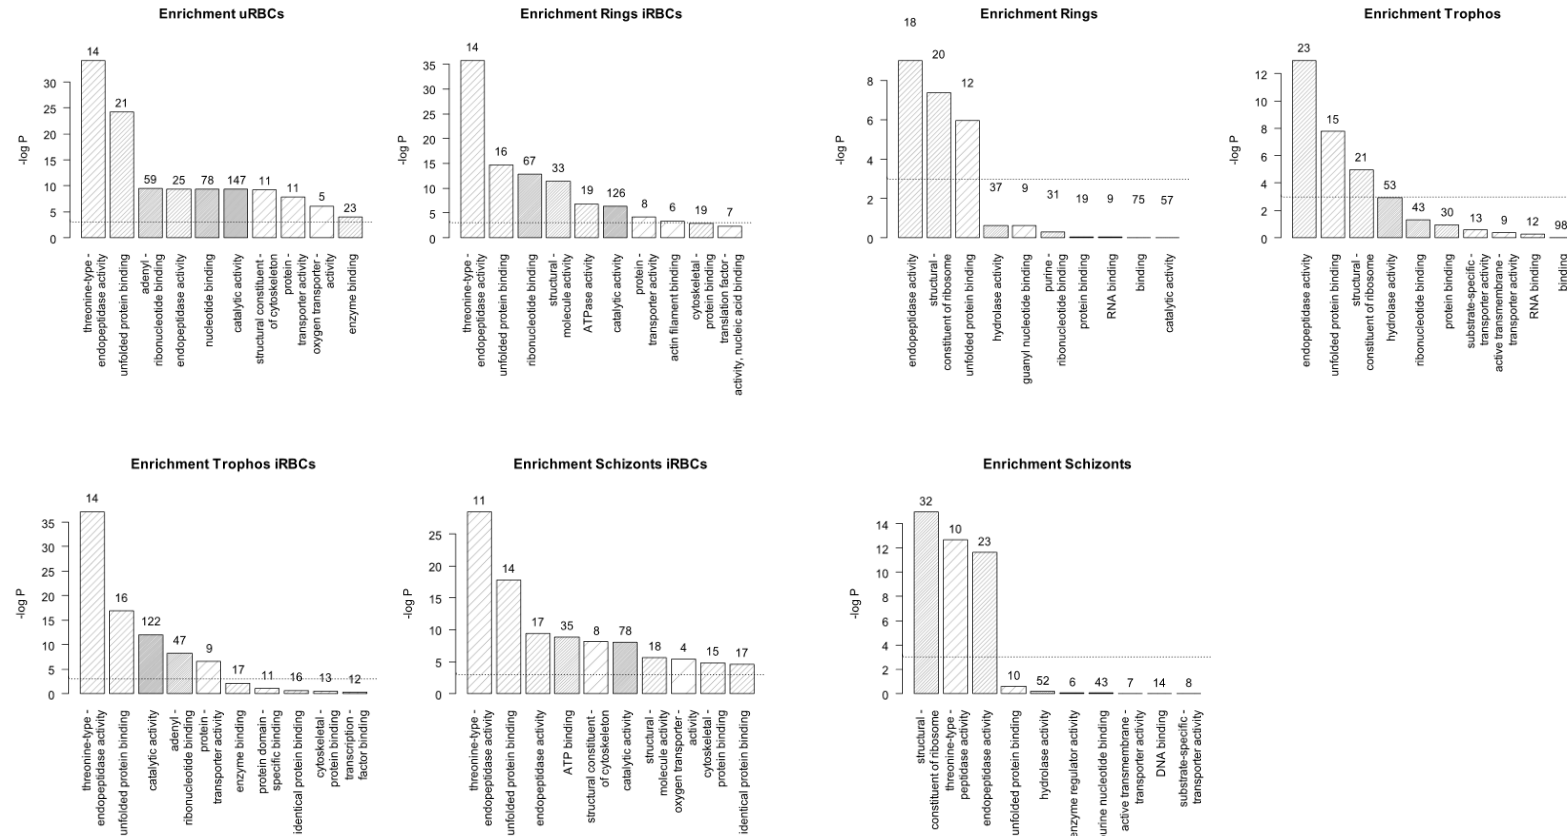 Enrichment uRBCs
-log P
30
25
20
15
10
5
0
14
21
59
25
78
147
11
11
5
23
threonine-type -
endopeptidase activity
unfolded protein binding
adenyl -
ribonucleotide binding
endopeptidase activity
nucleotide binding
catalytic activity
structural constituent -
of cytoskeleton
protein -
transporter activity
oxygen transporter -
activity
enzyme binding
Enrichment Rings iRBCs
-log P
35
30
25
20
15
10
5
0
14
16
67
33
19
126
8
6
19
7
threonine-type -
endopeptidase activity
unfolded protein binding
ribonucleotide binding
structural -
molecule activity
ATPase activity
catalytic activity
protein -
transporter activity
actin filament binding
cytoskeletal -
protein binding
translation factor -
activity, nucleic acid binding
Enrichment Rings
-log P
8
6
4
2
0
18
20
12
37
9
31
19
9
75
57
endopeptidase activity
structural -
constituent of ribosome
unfolded protein binding
hydrolase activity
guanyl nucleotide binding
purine -
ribonucleotide binding
protein binding
RNA binding
binding
catalytic activity
Enrichment Trophos
-log P
12
10
8
6
4
2
0
23
15
21
53
43
30
13
9
12
98
endopeptidase activity
unfolded protein binding
structural -
constituent of ribosome
hydrolase activity
ribonucleotide binding
protein binding
substrate-specific -
transporter activity
active transmembrane -
transporter activity
RNA binding
binding
Enrichment Trophos iRBCs
-log P
35
30
25
20
15
10
5
0
14
16
122
47
9
17
11
16
13
12
threonine-type -
endopeptidase activity
unfolded protein binding
catalytic activity
adenyl -
ribonucleotide binding
protein -
transporter activity
enzyme binding
protein domain -
specific binding
identical protein binding
cytoskeletal -
protein binding
transcription -
factor binding
Enrichment Schizonts iRBCs
-log P
25
20
15
10
5
0
11
14
17
35
8
78
18
4
15
17
threonine-type -
endopeptidase activity
unfolded protein binding
endopeptidase activity
ATP binding
structural constituent -
of cytoskeleton
catalytic activity
structural -
molecule activity
oxygen transporter -
activity
cytoskeletal -
protein binding
identical protein binding
Enrichment Schizonts
-log P
14
12
10
8
6
4
2
0
32
10
23
10
52
6
43
7
14
8
structural -
constituent of ribosome
threonine-type -
peptidase activity
endopeptidase activity
unfolded protein binding
hydrolase activity
enzyme regulator activity
urine nucleotide binding
active transmembrane -
transporter activity
DNA binding
substrate-specific -
transporter activity